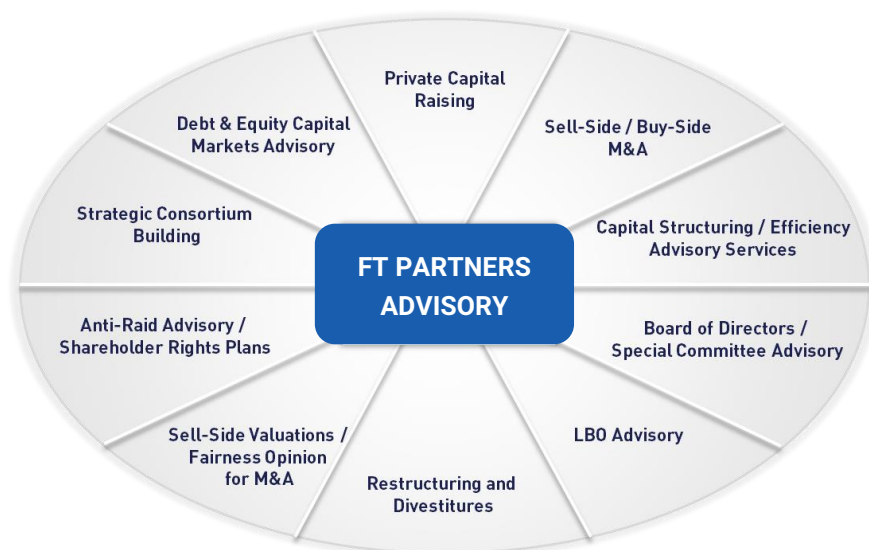 Private Capital
Raising
Sell-Side / Buy-Side
M&A
Capital Structuring / Efficiency
Advisory Services
Board of Directors /
Special Committee Advisory
LBO Advisory
Restructuring and
Divestitures
Sell-Side Valuations /
Fairness Opinion
for M&A
Anti-Raid Advisory /
Shareholder Rights Plans
Strategic Consortium
Building
Debt & Equity Capital
Markets Advisory
FT PARTNERS
ADVISORY